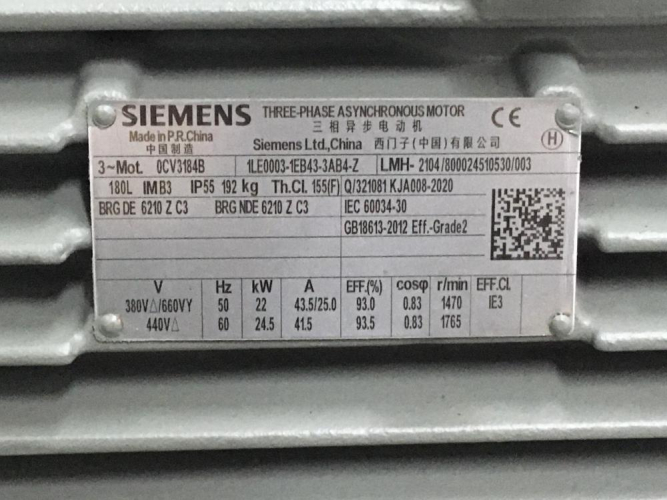 SIEMENS THREE-PHASE ASYNCHRONOUS MOTOR CE
Made in P.R.China 三相异步电动机
中国制造 Siemens Ltd.,China 西门子(中国)有限公司 H
3~Mot. 0CV3184B 1LE0003-1EB43-3AB4-Z LMH- 2104/800024510530/003
180L IM B3 IP55 192 kg Th.Cl. 155(F) Q/321081 KJA008-2020
BRG DE 6210 Z C3 BRG NDE 6210 Z C3 IEC 60034-30
GB18613-2012 Eff.-Grade2
V Hz kW A EFF.(%) cosφ r/min EFF.Cl.
380V△/660VY 50 22 43.5/25.0 93.0 0.83 1470 IE3
440V△ 60 24.5 41.5 93.5 0.83 1765